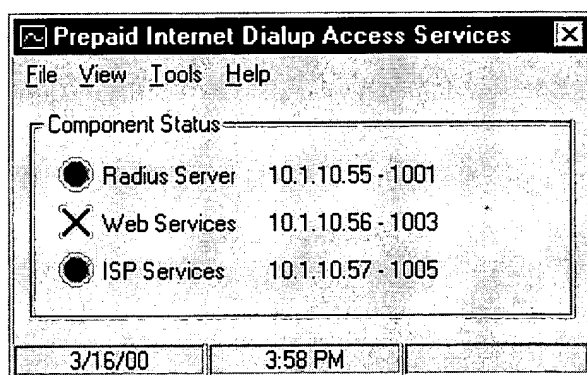 Prepaid Internet Dialup Access Services
File View Tools Help
Component Status
Radius Server 10.1.10.55 - 1001
Web Services 10.1.10.56 - 1003
ISP Services 10.1.10.57 - 1005
3/16/00 3:58 PM